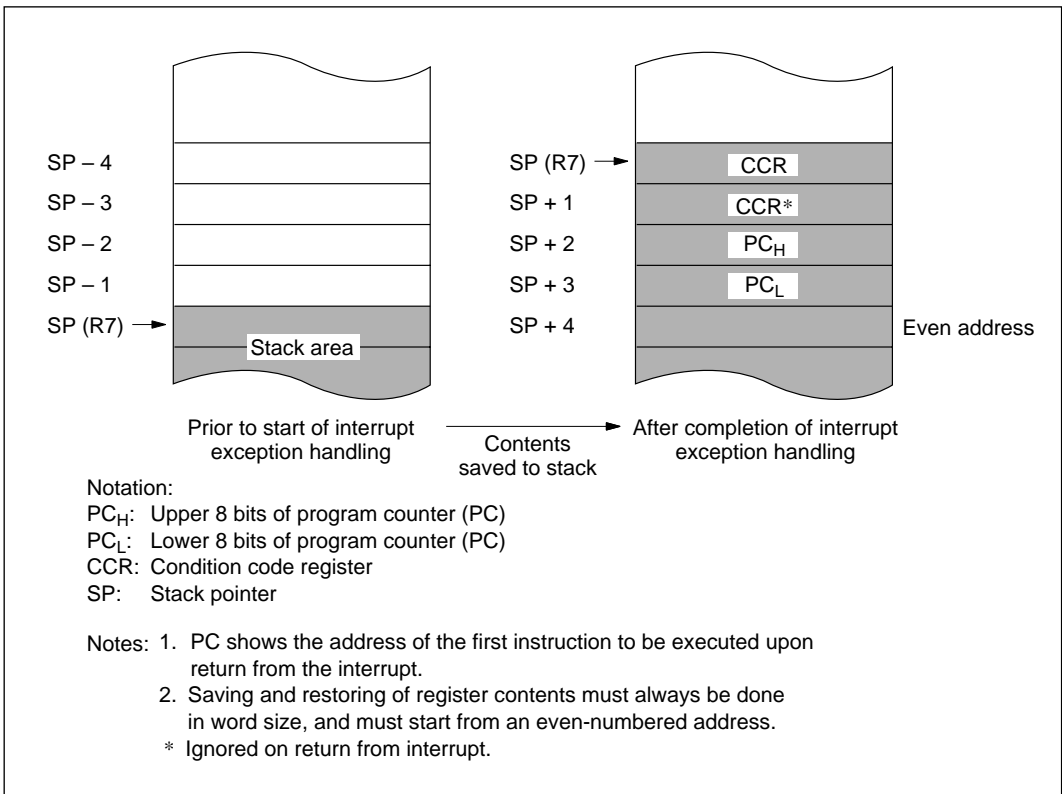 SP – 4
SP – 3
SP – 2
SP – 1
SP (R7)
Stack area
SP (R7)
SP + 1
SP + 2
SP + 3
SP + 4
CCR
CCR*
PCH
PCL
Even address
Prior to start of interrupt
exception handling
Contents
saved to stack
After completion of interrupt
exception handling
Notation:
PCH: Upper 8 bits of program counter (PC)
PCL: Lower 8 bits of program counter (PC)
CCR: Condition code register
SP: Stack pointer
Notes: 1. PC shows the address of the first instruction to be executed upon
return from the interrupt.
2. Saving and restoring of register contents must always be done
in word size, and must start from an even-numbered address.
* Ignored on return from interrupt.